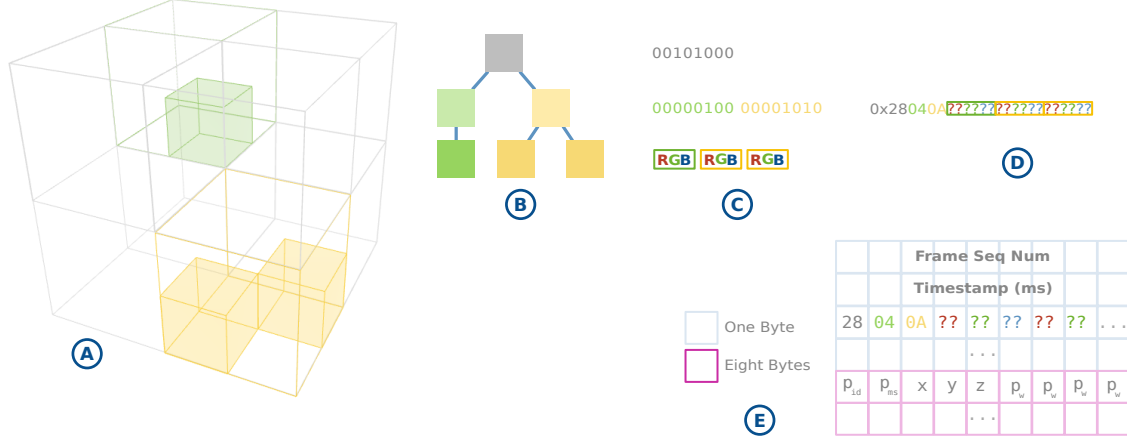 00101000
00000100 00001010
RGB RGB RGB
0x28040A??????????????????
A
B
C
D
E
One Byte
Eight Bytes
Frame Seq Num
Timestamp (ms)
28 04 0A ?? ?? ?? ?? ?? ...
...
p_id p_ms x y z p_w p_w p_w p_w
...